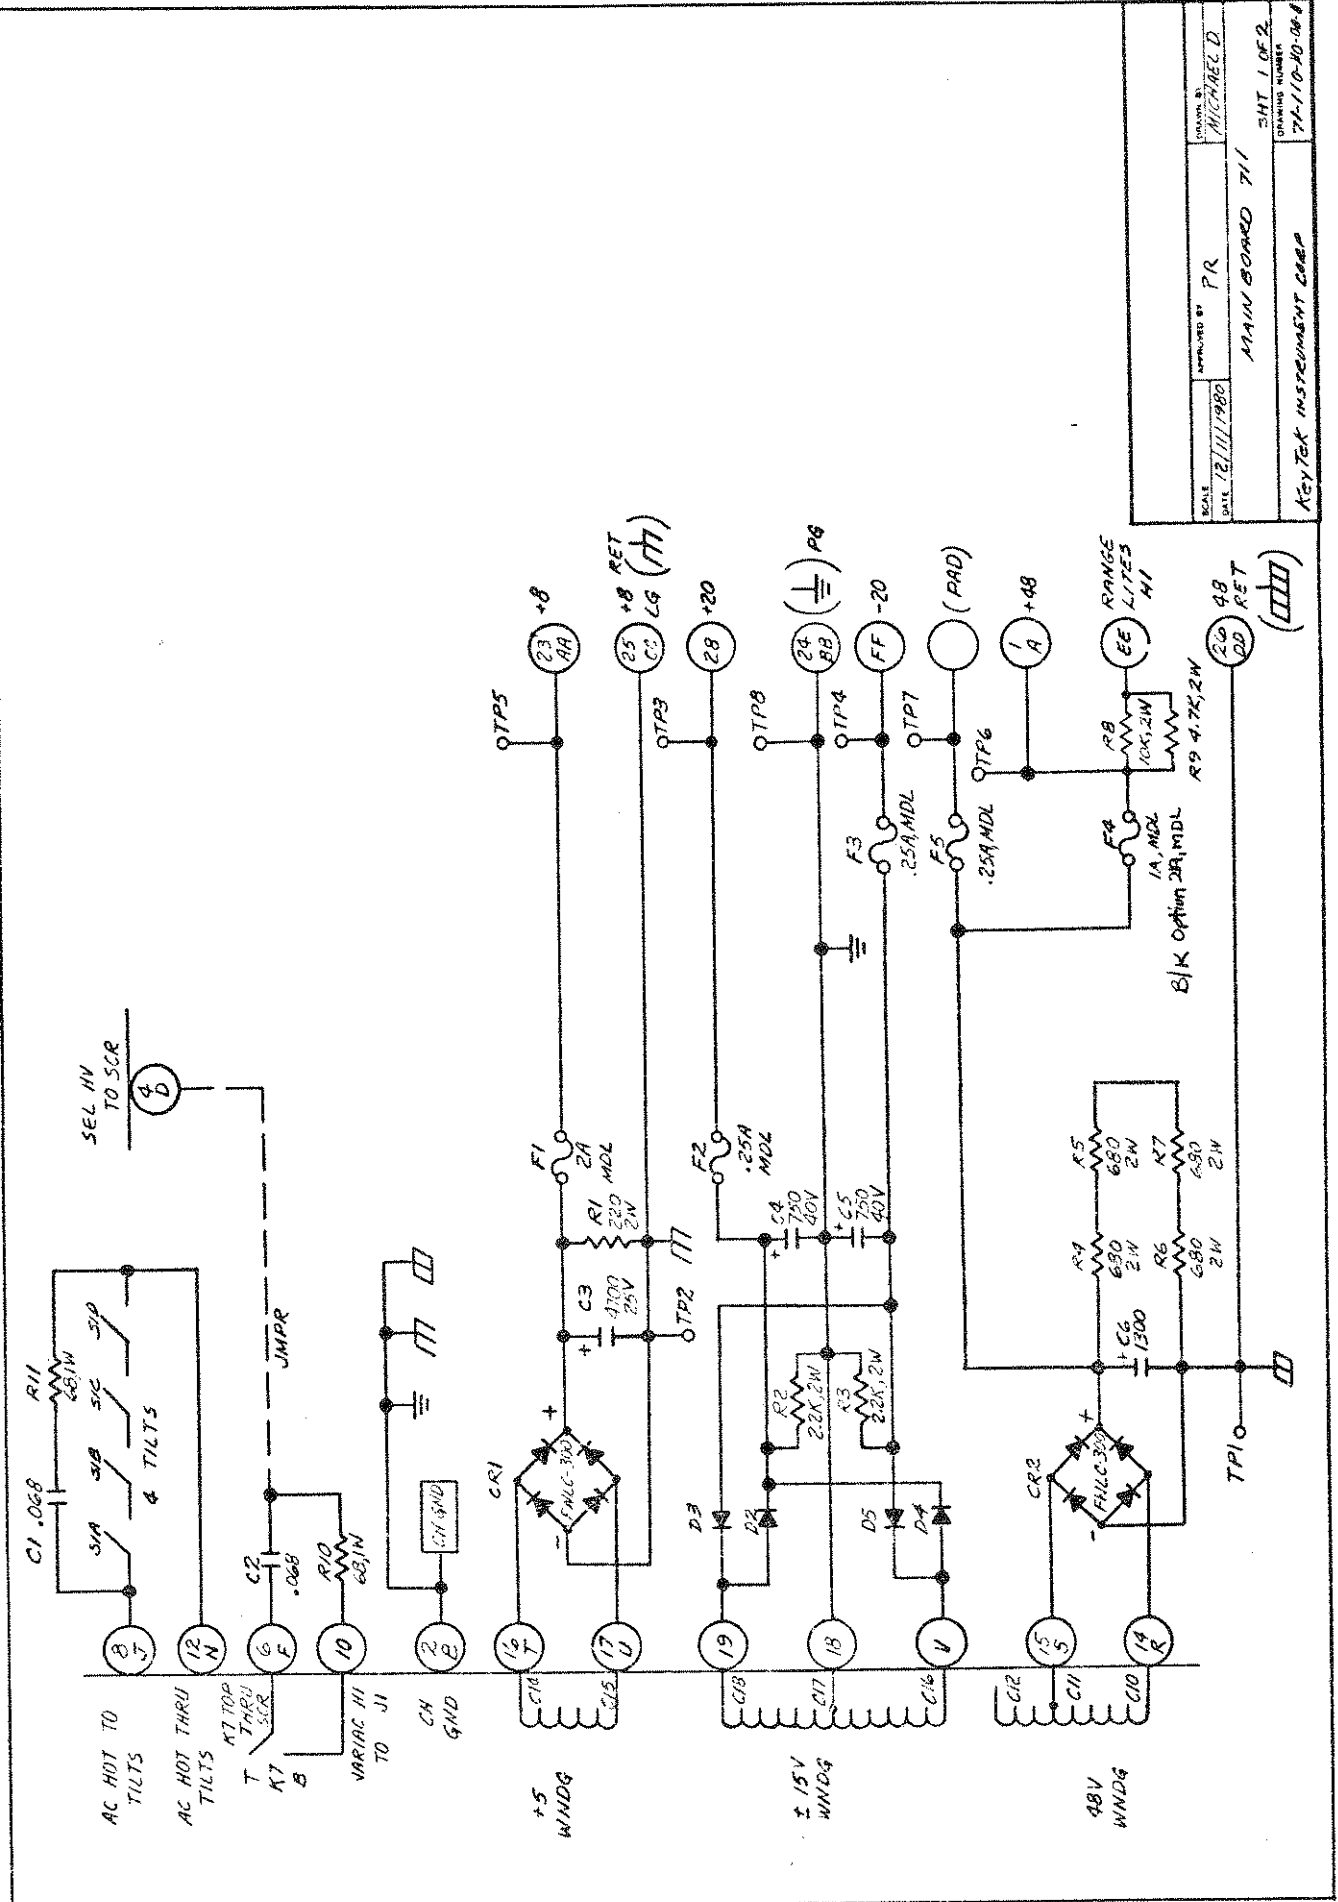 AC HOT TO
TILTS
8
J
C1 .068
R11
68,1W
S1A
S1B
S1C
S1D
4 TILTS
AC HOT THRU
TILTS
12
N
SEL HV
TO SCR
4
D
K7 TOP
THRU
SCR
T
K7
B
6
F
C2
.068
JMPR
VARIAC HI
TO J1
10
R10
68,1W
CH
GND
2
B
CH GND
+5
WNDG
C14
C15
16
T
17
U
CR1
FNLC-300
+
-
+
C3
4700
25V
R1
220
2W
TP2
F1
2A
MDL
TP5
23
AA
+8
25
CC
+8 RET
LG
± 15V
WNDG
C18
C17
C16
19
18
V
D3
D2
D5
D4
R2
2.2K, 2W
R3
2.2K, 2W
+
C4
750
40V
+
C5
750
40V
F2
.25A
MDL
TP3
28
+20
TP8
24
BB
PG
F3
.25A, MDL
TP4
FF
-20
F5
.25A, MDL
TP7
(PAD)
TP6
1
A
+48
48V
WNDG
C12
C11
C10
15
S
14
R
CR2
FNLC-300
+
-
+
C6
1300
R4
680
2W
R5
680
2W
R6
680
2W
R7
680
2W
F4
1A, MDL
B/K Option 2A, MDL
R8
10K, 2W
R9 4.7K, 2W
EE
RANGE
LITES
HI
TP1
26
DD
48
RET
SCALE
APPROVED BY
PR
DRAWN BY
MICHAEL D.
DATE 12/11/1980
MAIN BOARD 711
SHT 1 OF 2
KeyTek INSTRUMENT CORP
DRAWING NUMBER